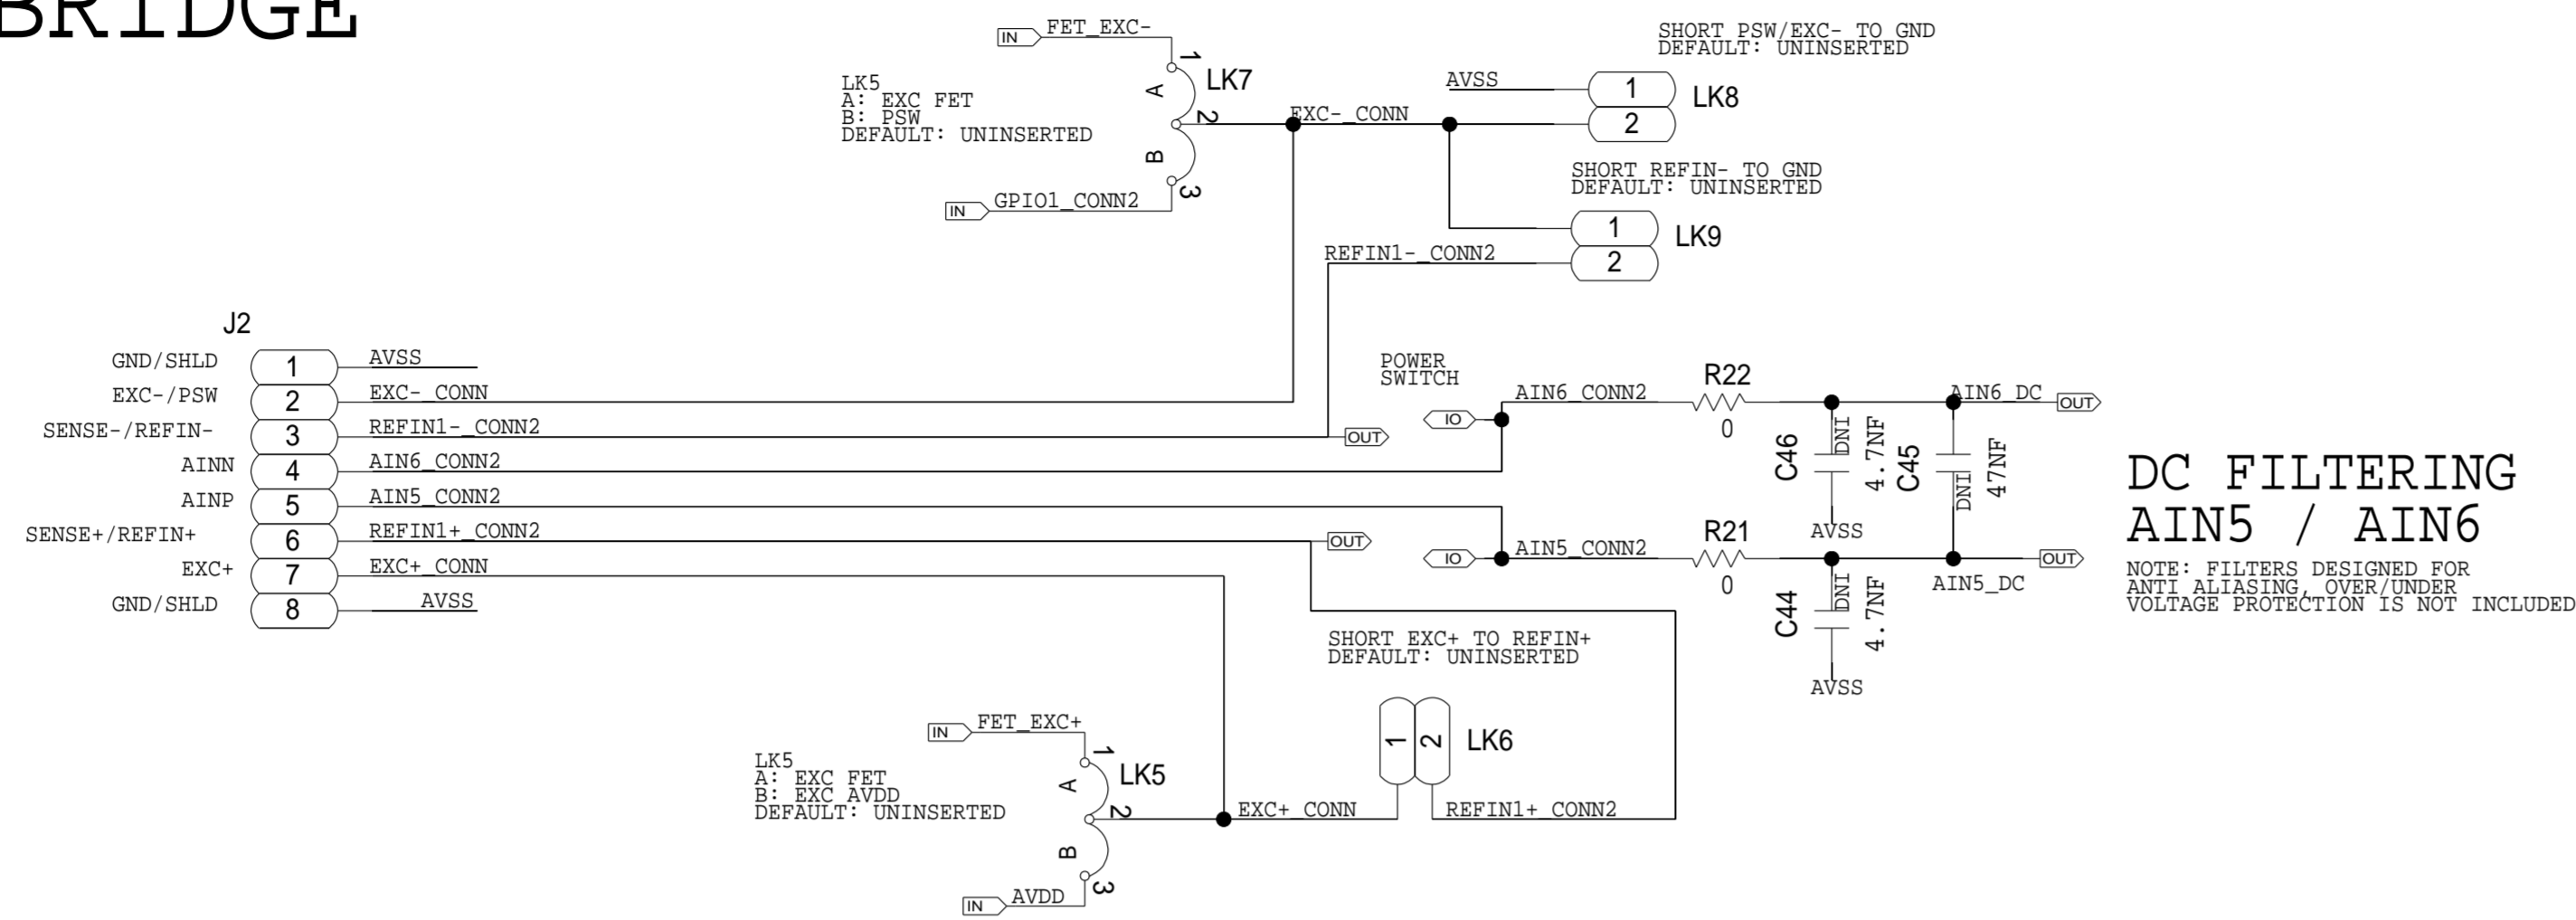 BRIDGE
IN
FET_EXC-
1
A
LK7
LK5
A: EXC FET
B: PSW
DEFAULT: UNINSERTED
2
B
3
IN
GPIO1_CONN2
EXC-_CONN
SHORT PSW/EXC- TO GND
DEFAULT: UNINSERTED
AVSS
1
2
LK8
SHORT REFIN- TO GND
DEFAULT: UNINSERTED
1
2
LK9
REFIN1-_CONN2
J2
GND/SHLD 1 AVSS
EXC-/PSW 2 EXC-_CONN
SENSE-/REFIN- 3 REFIN1-_CONN2
OUT
AINN 4 AIN6_CONN2
AINP 5 AIN5_CONN2
SENSE+/REFIN+ 6 REFIN1+_CONN2
OUT
EXC+ 7 EXC+_CONN
GND/SHLD 8 AVSS
POWER
SWITCH
IO
AIN6_CONN2
R22
0
AIN6_DC
OUT
C46
DNI
4.7NF
AVSS
C45
DNI
47NF
IO
AIN5_CONN2
R21
0
AIN5_DC
OUT
C44
DNI
4.7NF
AVSS
DC FILTERING
AIN5 / AIN6
NOTE: FILTERS DESIGNED FOR
ANTI ALIASING, OVER/UNDER
VOLTAGE PROTECTION IS NOT INCLUDED
SHORT EXC+ TO REFIN+
DEFAULT: UNINSERTED
1
2
LK6
EXC+_CONN
REFIN1+_CONN2
IN
FET_EXC+
1
A
LK5
LK5
A: EXC FET
B: EXC AVDD
DEFAULT: UNINSERTED
2
B
3
IN
AVDD